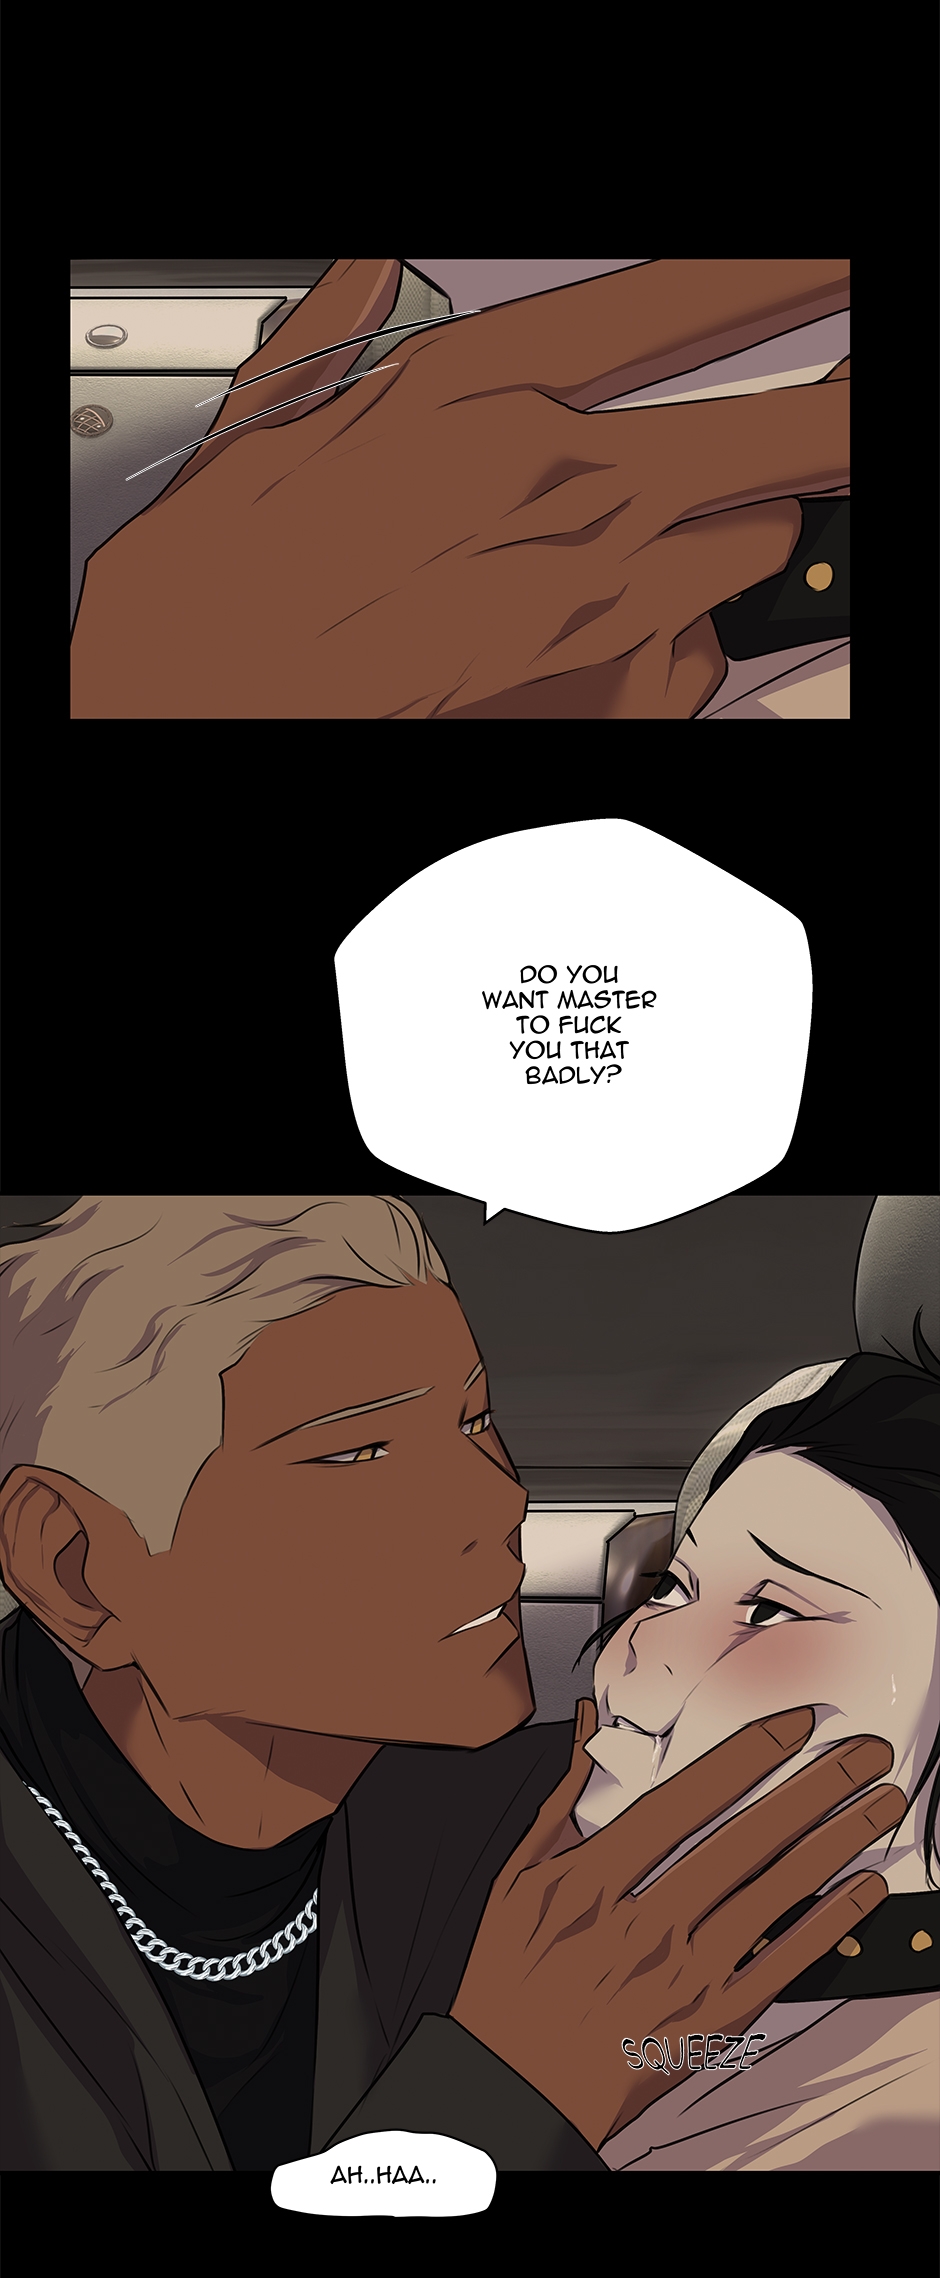 DO YOU
WANT MASTER
TO FUCK
YOU THAT
BADLY?
SQUEEZE
AH..HAA..